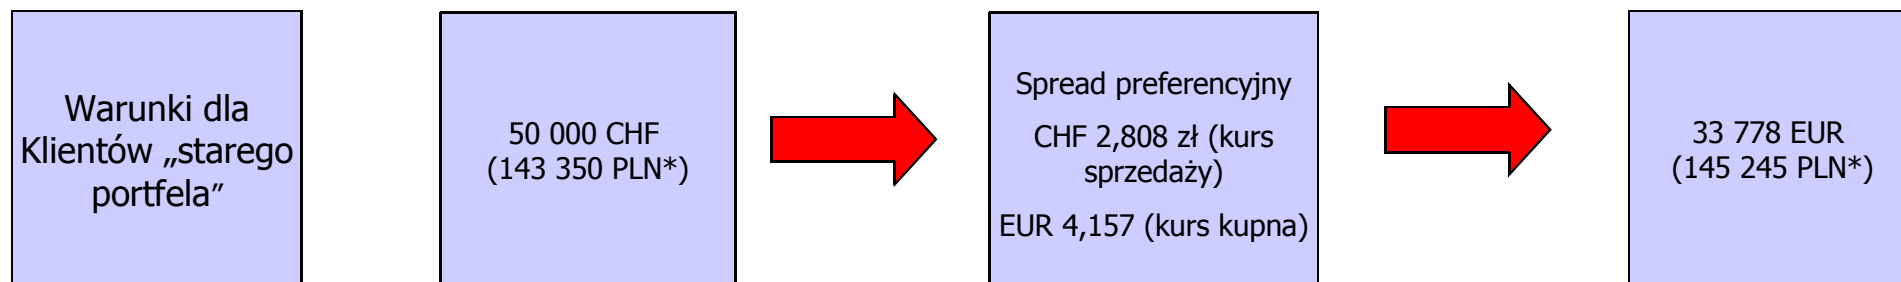 Warunki dla
Klientów „starego
portfela”
50 000 CHF
(143 350 PLN*)
Spread preferencyjny
CHF 2,808 zł (kurs
sprzedaży)
EUR 4,157 (kurs kupna)
33 778 EUR
(145 245 PLN*)